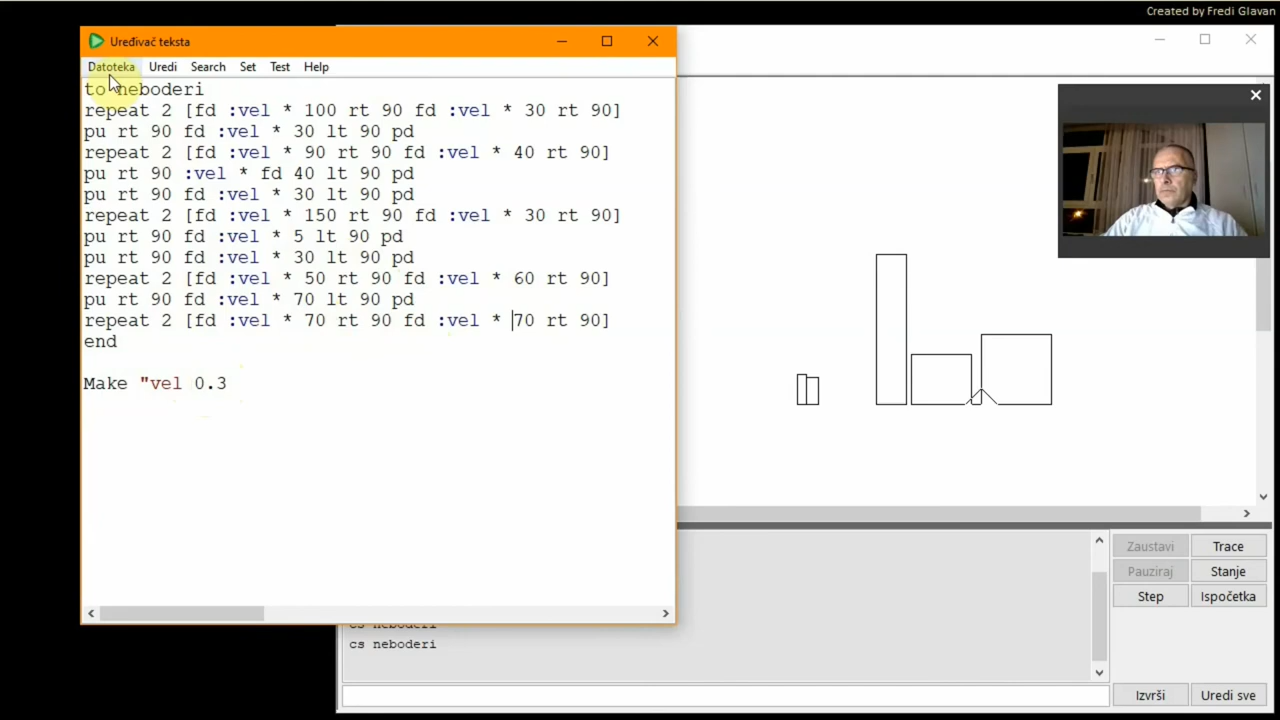 Created by Fredi Glavan
Uređivač teksta
Datoteka Uredi Search Set Test Help
to neboderi
repeat 2 [fd :vel * 100 rt 90 fd :vel * 30 rt 90]
pu rt 90 fd :vel * 30 lt 90 pd
repeat 2 [fd :vel * 90 rt 90 fd :vel * 40 rt 90]
pu rt 90 :vel * fd 40 lt 90 pd
pu rt 90 fd :vel * 30 lt 90 pd
repeat 2 [fd :vel * 150 rt 90 fd :vel * 30 rt 90]
pu rt 90 fd :vel * 5 lt 90 pd
pu rt 90 fd :vel * 30 lt 90 pd
repeat 2 [fd :vel * 50 rt 90 fd :vel * 60 rt 90]
pu rt 90 fd :vel * 70 lt 90 pd
repeat 2 [fd :vel * 70 rt 90 fd :vel * 70 rt 90]
end
Make "vel 0.3
cs neboderi
cs neboderi
Zaustavi Trace
Pauziraj Stanje
Step Ispočetka
Izvrši Uredi sve